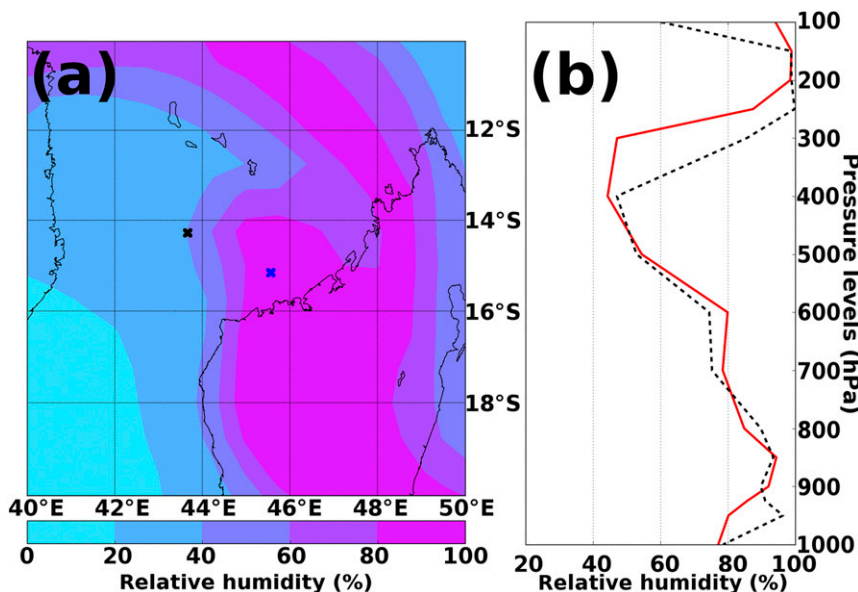 (a)
12°S
14°S
16°S
18°S
40°E 42°E 44°E 46°E 48°E 50°E
0 20 40 60 80 100
Relative humidity (%)
(b)
100
200
300
400
500
600
700
800
900
1000
Pressure levels (hPa)
20 40 60 80 100
Relative humidity (%)